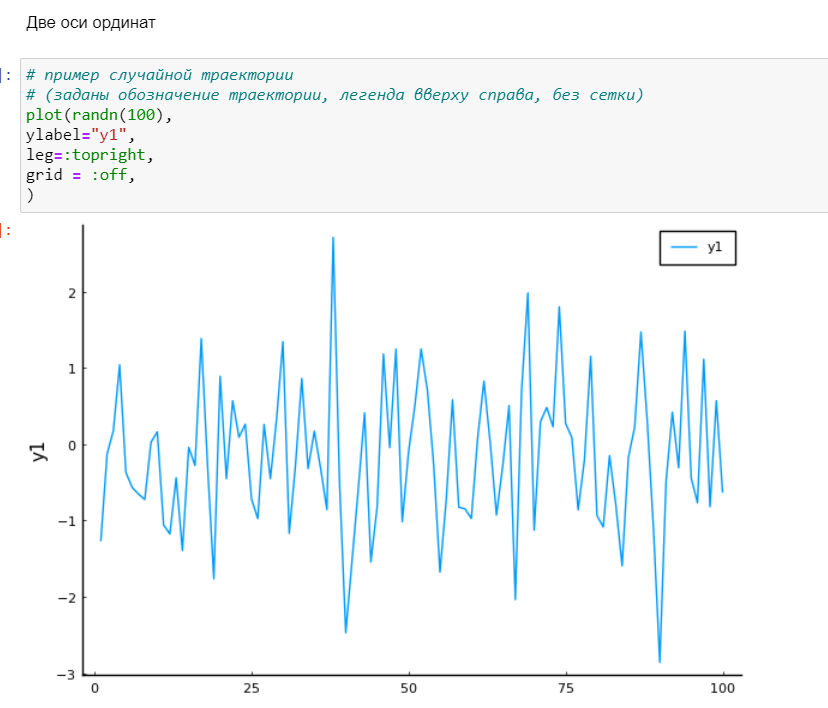 Две оси ординат
]:
# пример случайной траектории
# (заданы обозначение траектории, легенда вверху справа, без сетки)
plot(randn(100),
ylabel="y1",
leg=:topright,
grid = :off,
)
]:
y1
2
1
0
−1
−2
−3
y1
0 25 50 75 100